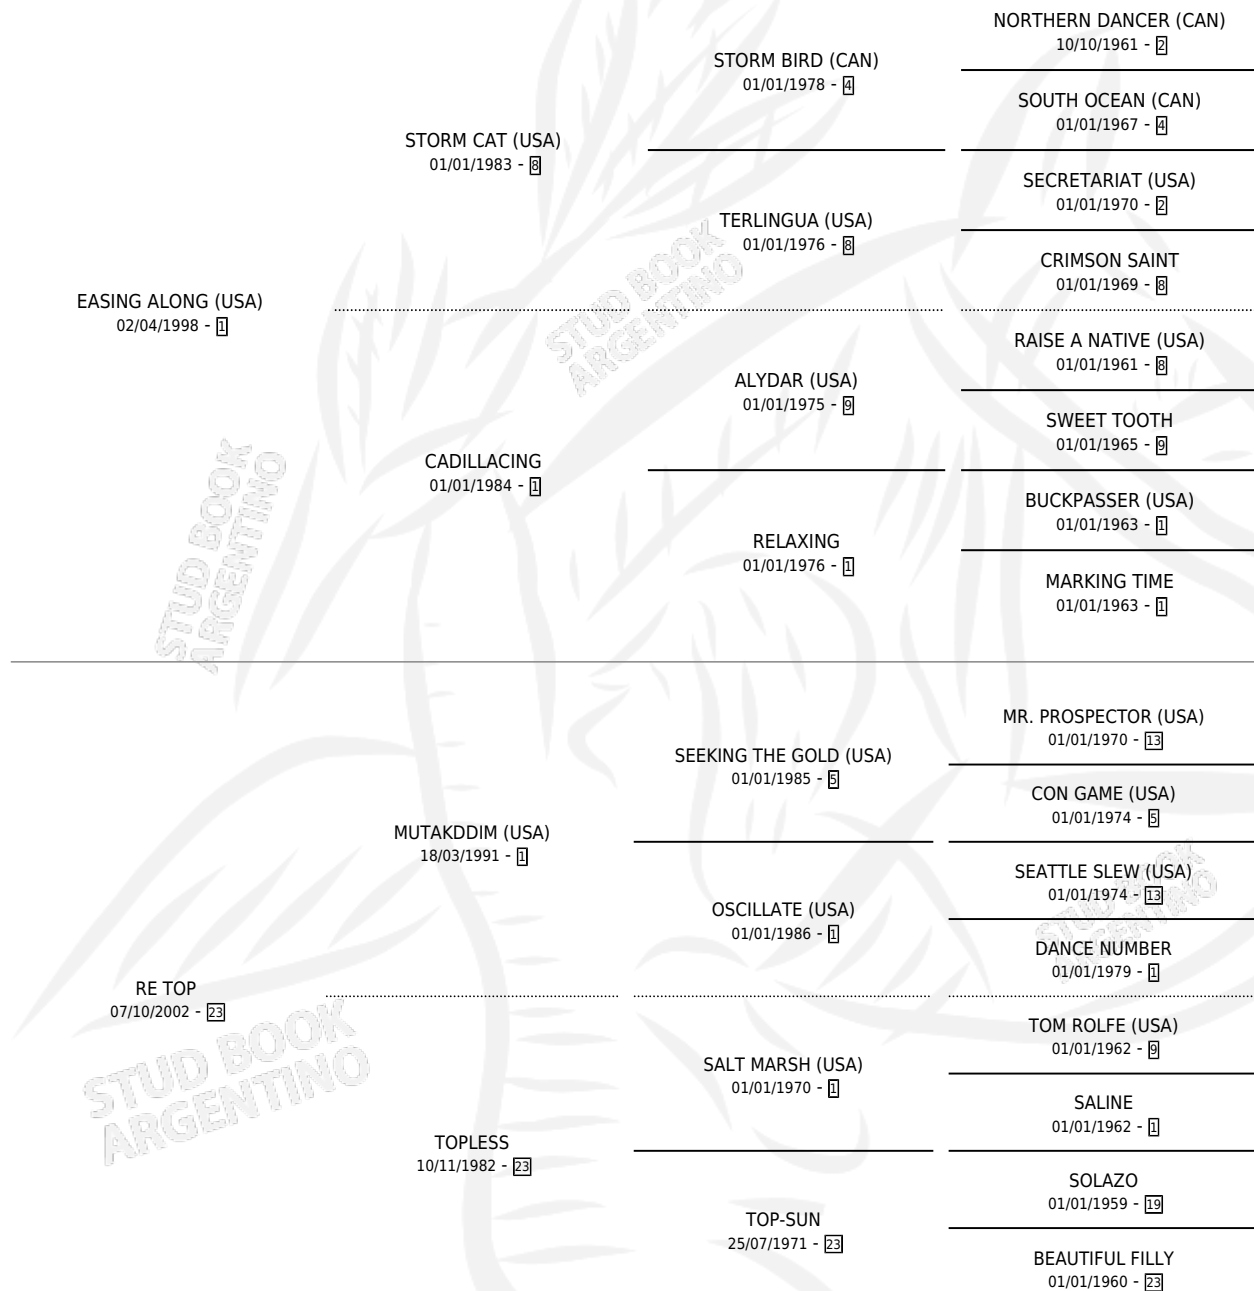 NORTHERN DANCER (CAN)
10/10/1961 - 2
STORM BIRD (CAN)
01/01/1978 - 4
SOUTH OCEAN (CAN)
01/01/1967 - 4
STORM CAT (USA)
01/01/1983 - 8
SECRETARIAT (USA)
01/01/1970 - 2
TERLINGUA (USA)
01/01/1976 - 8
CRIMSON SAINT
01/01/1969 - 8
EASING ALONG (USA)
02/04/1998 - 1
RAISE A NATIVE (USA)
01/01/1961 - 8
ALYDAR (USA)
01/01/1975 - 9
SWEET TOOTH
01/01/1965 - 9
CADILLACING
01/01/1984 - 1
BUCKPASSER (USA)
01/01/1963 - 1
RELAXING
01/01/1976 - 1
MARKING TIME
01/01/1963 - 1
MR. PROSPECTOR (USA)
01/01/1970 - 13
SEEKING THE GOLD (USA)
01/01/1985 - 5
CON GAME (USA)
01/01/1974 - 5
MUTAKDDIM (USA)
18/03/1991 - 1
SEATTLE SLEW (USA)
01/01/1974 - 13
OSCILLATE (USA)
01/01/1986 - 1
DANCE NUMBER
01/01/1979 - 1
RE TOP
07/10/2002 - 23
TOM ROLFE (USA)
01/01/1962 - 9
SALT MARSH (USA)
01/01/1970 - 1
SALINE
01/01/1962 - 1
TOPLESS
10/11/1982 - 23
SOLAZO
01/01/1959 - 19
TOP-SUN
25/07/1971 - 23
BEAUTIFUL FILLY
01/01/1960 - 23
STUD BOOK
ARGENTINO
STUD BOOK
ARGENTINO
STUD BOOK
ARGENTINO
STUD BOOK
ARGENTINO